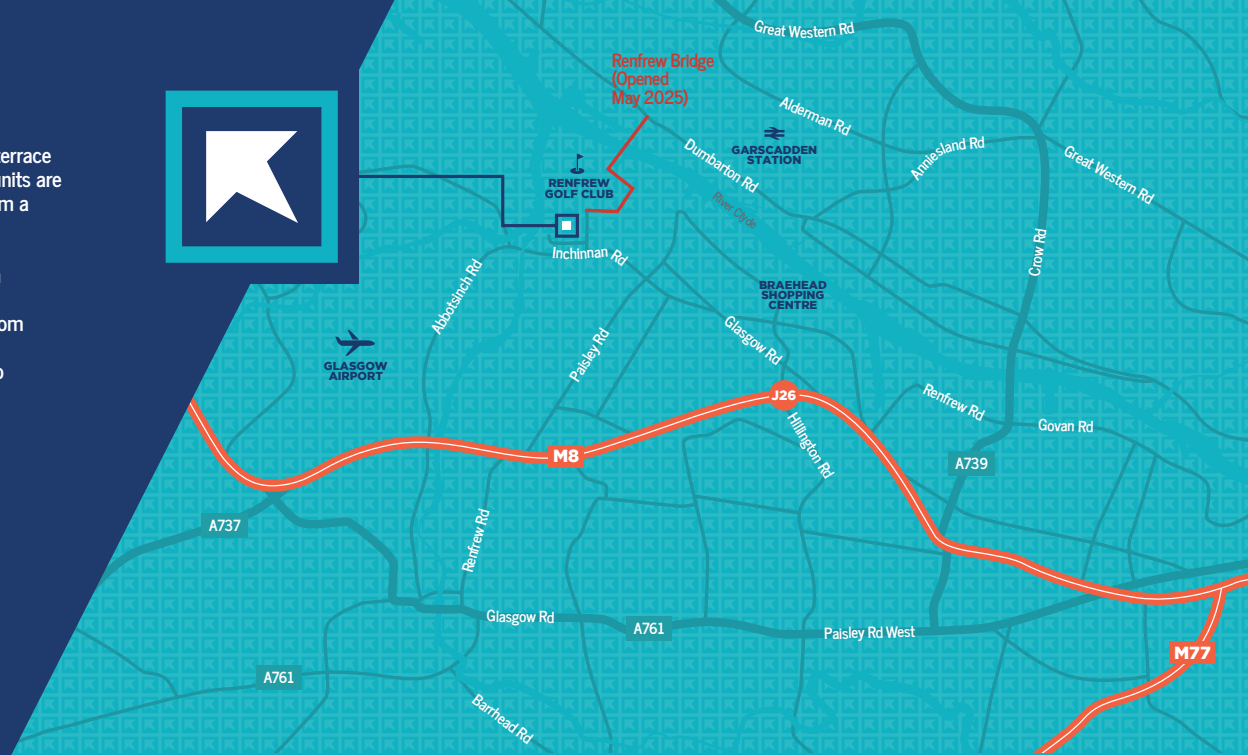 terrace
units are
m a
om
Great Western Rd
Renfrew Bridge
(Opened
May 2025)
Alderman Rd
GARSCADDEN
STATION
Dumbarton Rd
Anniesland Rd
Great Western Rd
RENFREW
GOLF CLUB
River Clyde
Inchinnan Rd
Crow Rd
Abbotsinch Rd
BRAEHEAD
SHOPPING
CENTRE
Glasgow Rd
Paisley Rd
GLASGOW
AIRPORT
J26
Renfrew Rd
Govan Rd
Hillington Rd
M8
A739
A737
Renfrew Rd
Glasgow Rd
A761
Paisley Rd West
M77
A761
Barrhead Rd